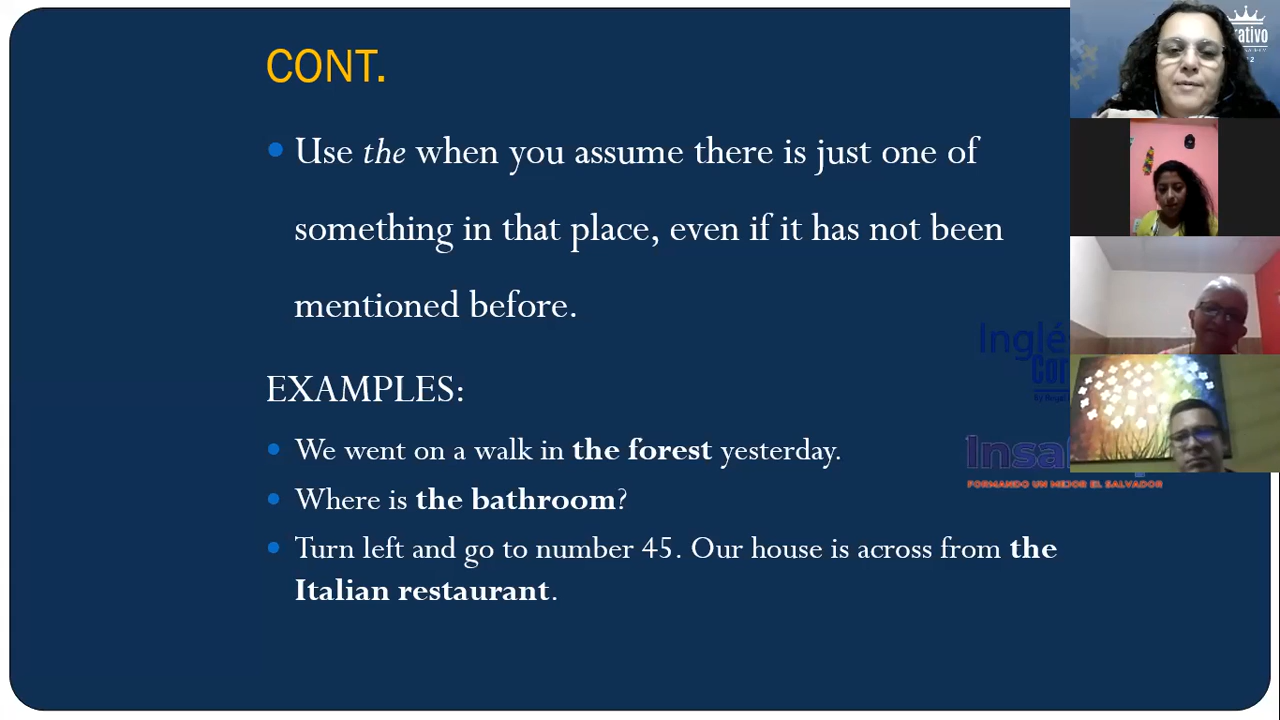 CONT.
• Use the when you assume there is just one of
something in that place, even if it has not been
mentioned before.
EXAMPLES:
• We went on a walk in the forest yesterday.
• Where is the bathroom?
• Turn left and go to number 45. Our house is across from the
Italian restaurant.
rativo
Inglé
Cor
Insa
FORMANDO UN MEJOR EL SALVADOR